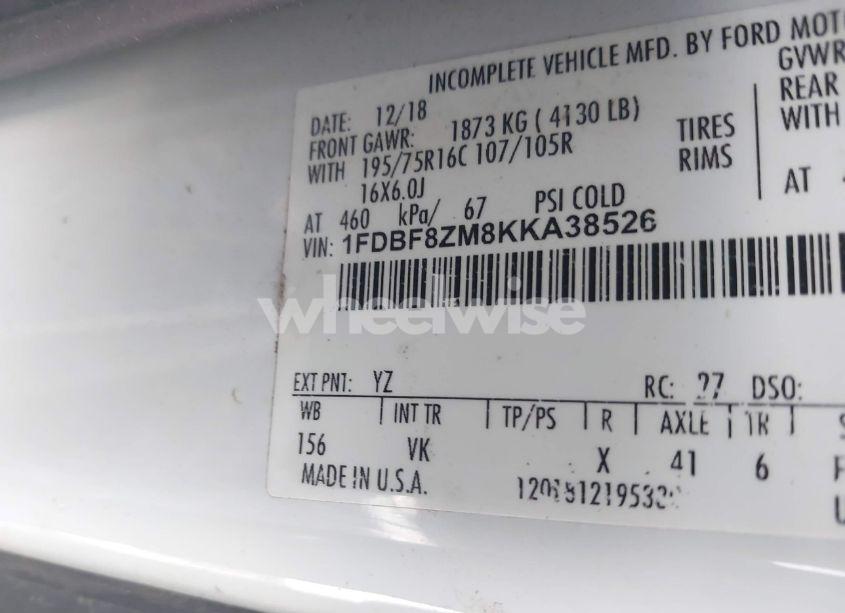 INCOMPLETE VEHICLE MFD. BY FORD
DATE: 12/18
FRONT GAWR: 1873 KG ( 4130 LB)
WITH 195/75R16C 107/105R TIRES
16X6.0J RIMS
AT 460 kPa/ 67 PSI COLD
VIN: 1FDBF8ZM8KKA38526
GVWR
REAR
WITH
AT
wheelwise
EXT PNT: YZ RC: 27 DSO:
WB INT TR TP/PS R AXLE TR
156 VK X 41 6
MADE IN U.S.A.